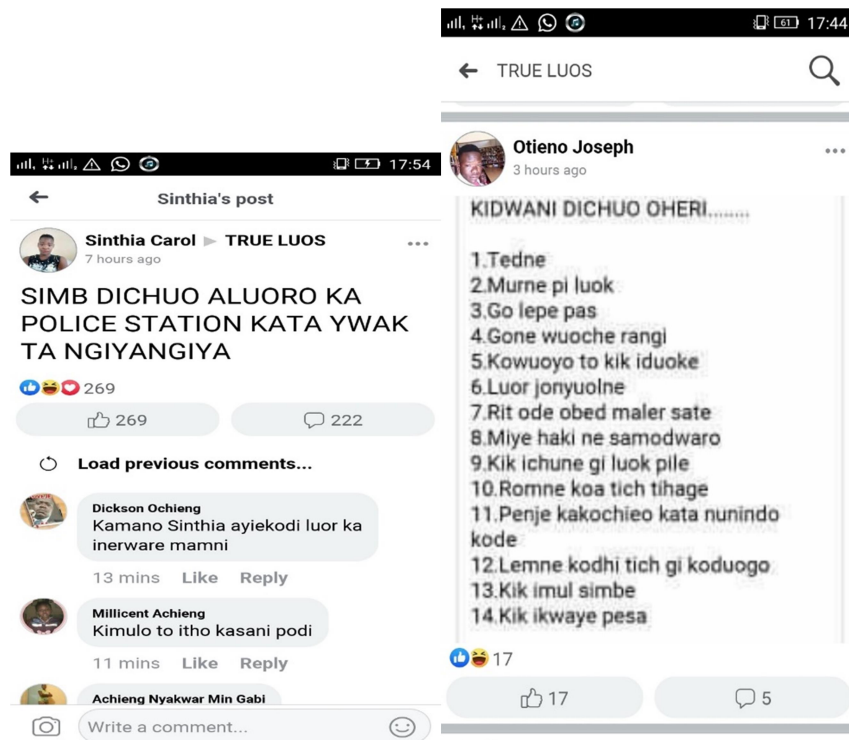 17:54
Sinthia's post
Sinthia Carol ▶ TRUE LUOS
7 hours ago
SIMB DICHUO ALUORO KA
POLICE STATION KATA YWAK
TA NGIYANGIYA
269
269
222
Load previous comments...
Dickson Ochieng
Kamano Sinthia ayiekodi luor ka
inerware mamni
13 mins Like Reply
Millicent Achieng
Kimulo to itho kasani podi
11 mins Like Reply
Achieng Nyakwar Min Gabi
Write a comment...
H+ 61 17:44
TRUE LUOS
Otieno Joseph
3 hours ago
KIDWANI DICHUO OHERI........
1.Tedne
2.Murne pi luok
3.Go lepe pas
4.Gone wuoche rangi
5.Kowuoyo to kik iduoke
6.Luor jonyuolne
7.Rit ode obed maler sate
8.Miye haki ne samodwaro
9.Kik ichune gi luok pile
10.Romne koa tich tihage
11.Penje kakochieo kata nunindo
kode
12.Lemne kodhi tich gi koduogo
13.Kik imul simbe
14.Kik ikwaye pesa
17
17
5